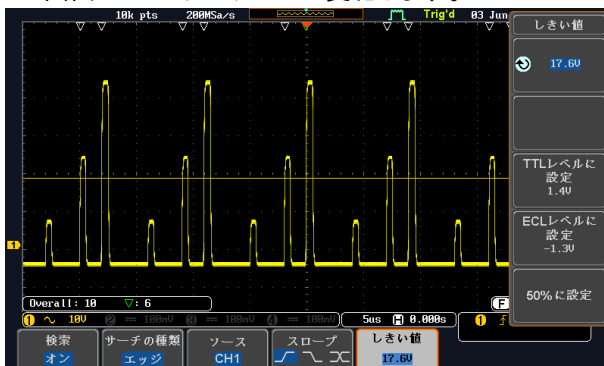 10k pts 200MSa/s Trig'd 03 Jun
しきい値
17.6V
TTLレベルに
設定
1.4V
ECLレベルに
設定
-1.3V
50%に設定
1
Overall: 10 ▽: 6
F
1 〜 10V 2 == 100mV 3 == 100mV 4 == 100mV 5us H 0.000s 1
検索
オン
サーチの種類
エッジ
ソース
CH1
スロープ
しきい値
17.6V